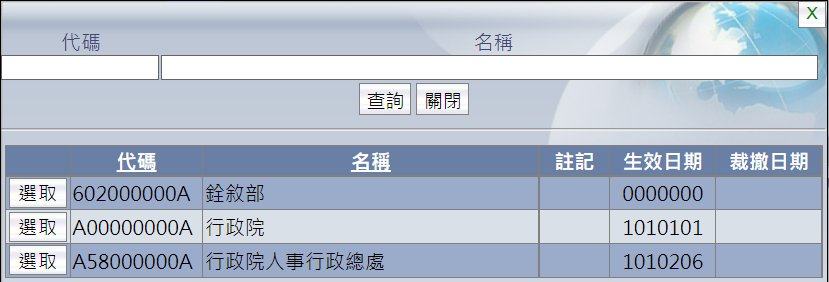 X
代碼 名稱
查詢 關閉
代碼 名稱 註記 生效日期 裁撤日期
選取 602000000A 銓敘部 0000000
選取 A00000000A 行政院 1010101
選取 A58000000A 行政院人事行政總處 1010206